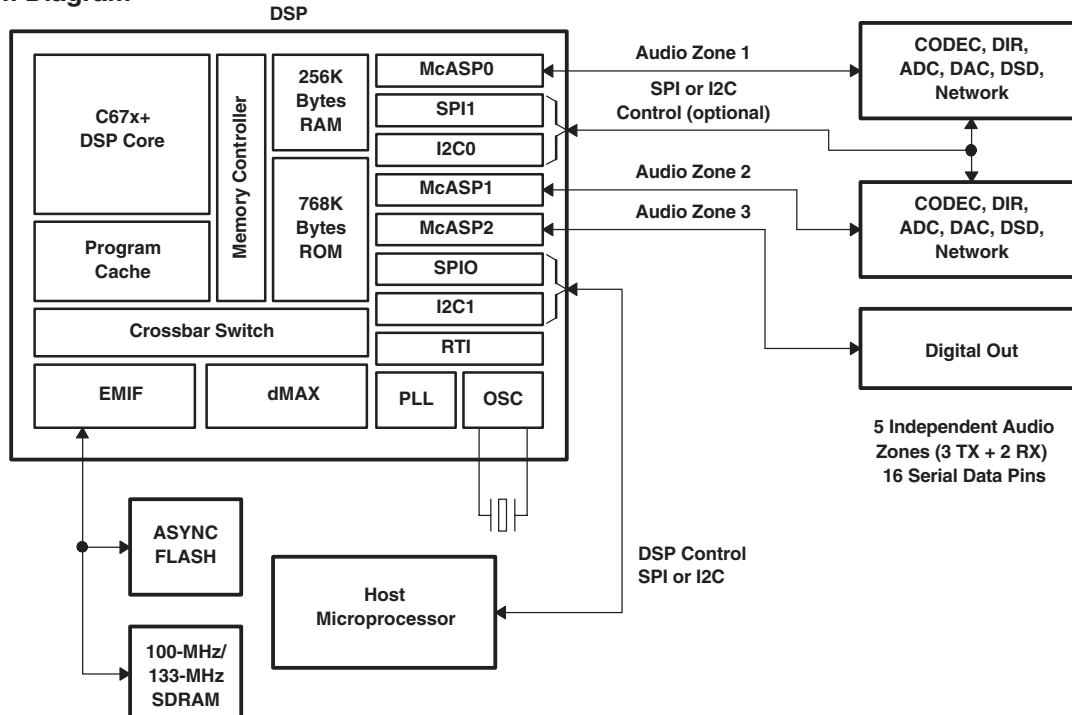 DSP
C67x+
DSP Core
Program
Cache
Memory Controller
256K
Bytes
RAM
768K
Bytes
ROM
McASP0
SPI1
I2C0
McASP1
McASP2
SPIO
I2C1
RTI
PLL
OSC
Crossbar Switch
EMIF
dMAX
Audio Zone 1
SPI or I2C
Control (optional)
Audio Zone 2
Audio Zone 3
CODEC, DIR,
ADC, DAC, DSD,
Network
CODEC, DIR,
ADC, DAC, DSD,
Network
Digital Out
5 Independent Audio
Zones (3 TX + 2 RX)
16 Serial Data Pins
ASYNC
FLASH
DSP Control
SPI or I2C
Host
Microprocessor
100-MHz/
133-MHz
SDRAM